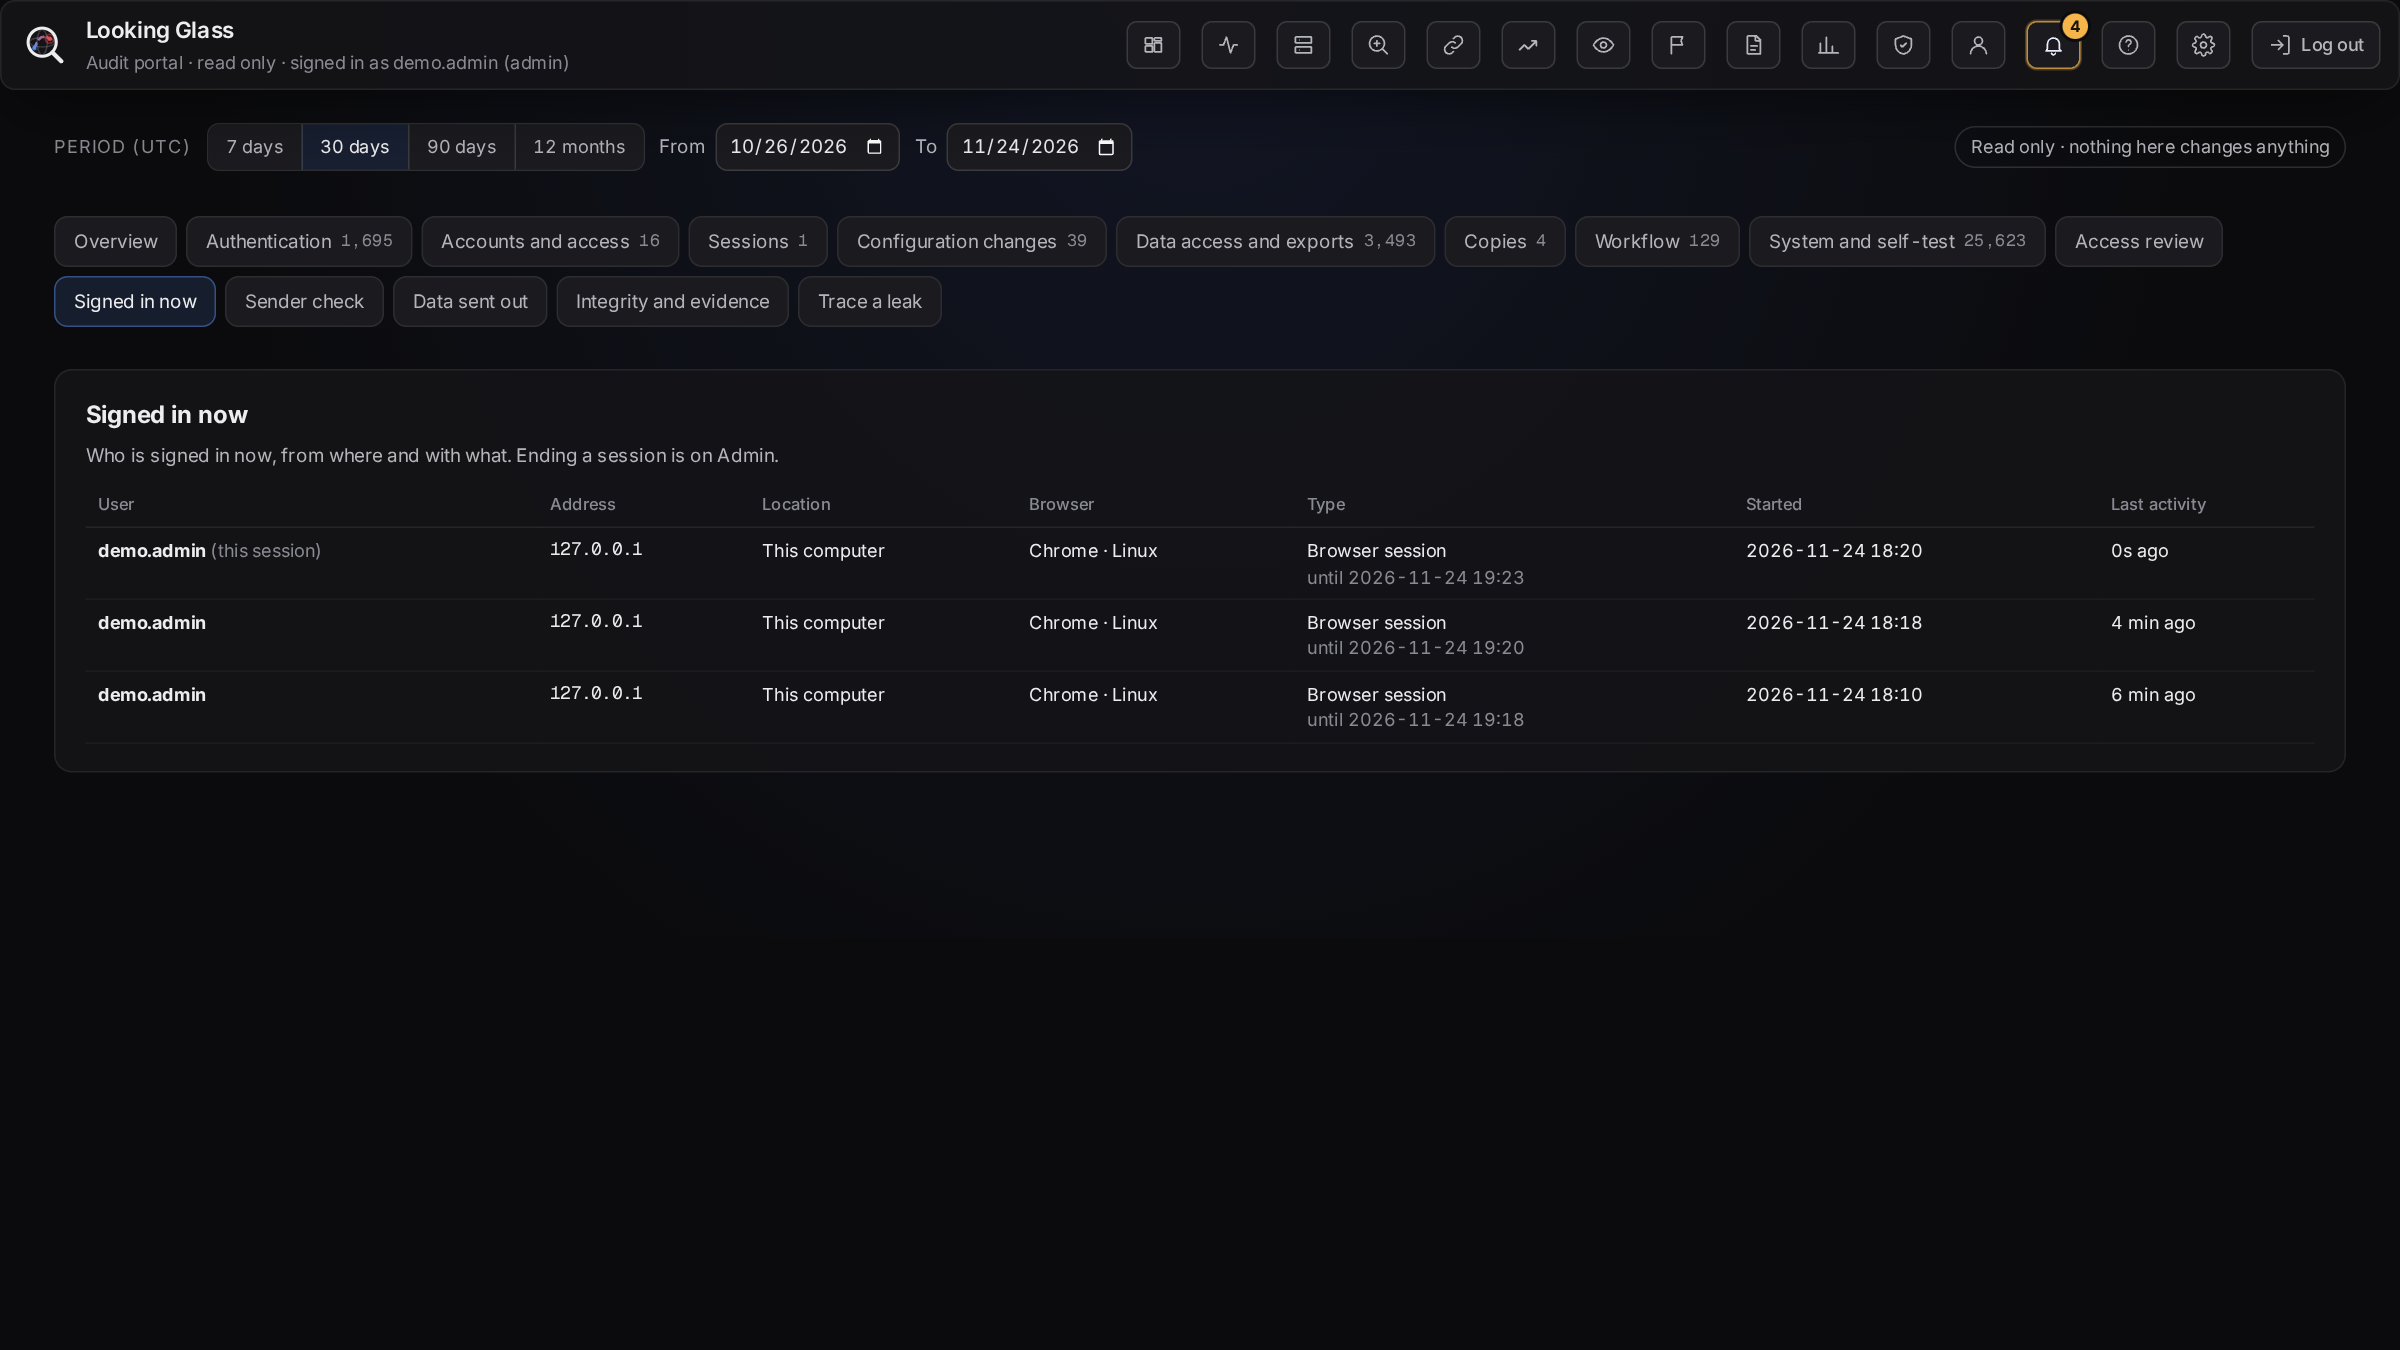 Looking Glass
Audit portal · read only · signed in as demo.admin (admin)
4
Log out
PERIOD (UTC) 7 days 30 days 90 days 12 months From 10/26/2026 To 11/24/2026 Read only · nothing here changes anything
Overview Authentication 1,695 Accounts and access 16 Sessions 1 Configuration changes 39 Data access and exports 3,493 Copies 4 Workflow 129 System and self-test 25,623 Access review
Signed in now Sender check Data sent out Integrity and evidence Trace a leak
Signed in now
Who is signed in now, from where and with what. Ending a session is on Admin.
User Address Location Browser Type Started Last activity
demo.admin (this session) 127.0.0.1 This computer Chrome · Linux Browser session 2026-11-24 18:20 0s ago
until 2026-11-24 19:23
demo.admin 127.0.0.1 This computer Chrome · Linux Browser session 2026-11-24 18:18 4 min ago
until 2026-11-24 19:20
demo.admin 127.0.0.1 This computer Chrome · Linux Browser session 2026-11-24 18:10 6 min ago
until 2026-11-24 19:18